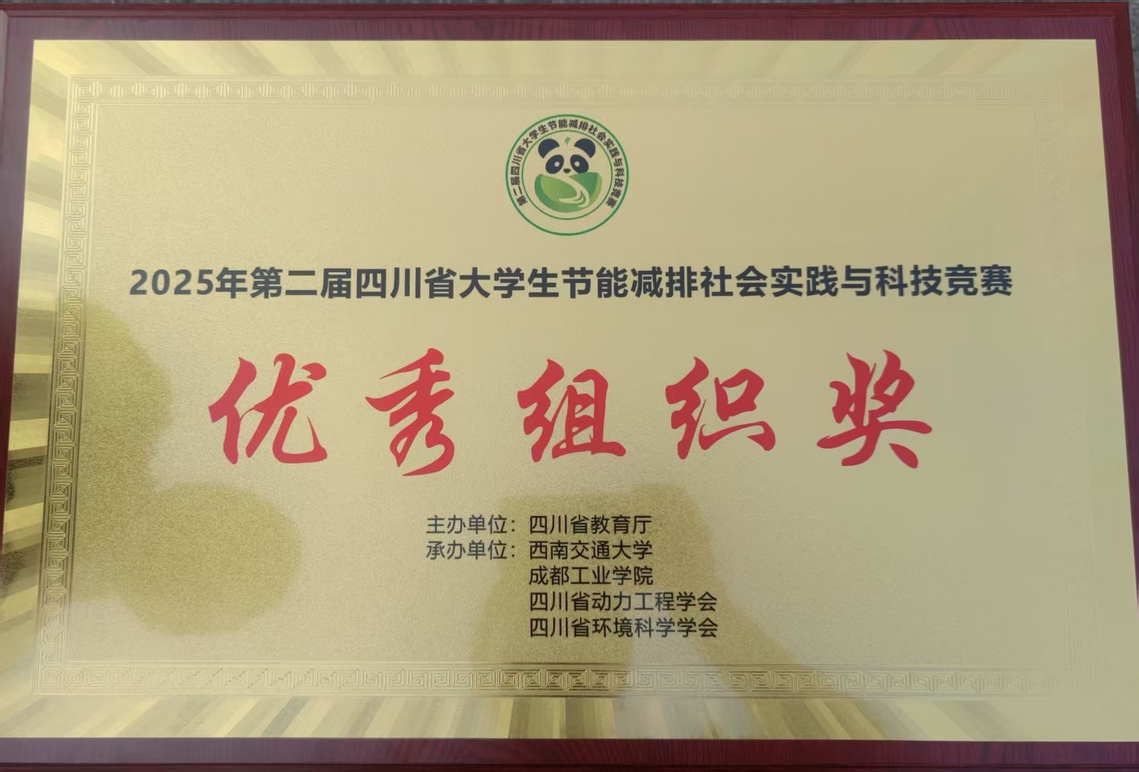 第二届四川省大学生节能减排社会实践与科技竞赛
2025年第二届四川省大学生节能减排社会实践与科技竞赛
优秀组织奖
主办单位：四川省教育厅
承办单位：西南交通大学
成都工业学院
四川省动力工程学会
四川省环境科学学会